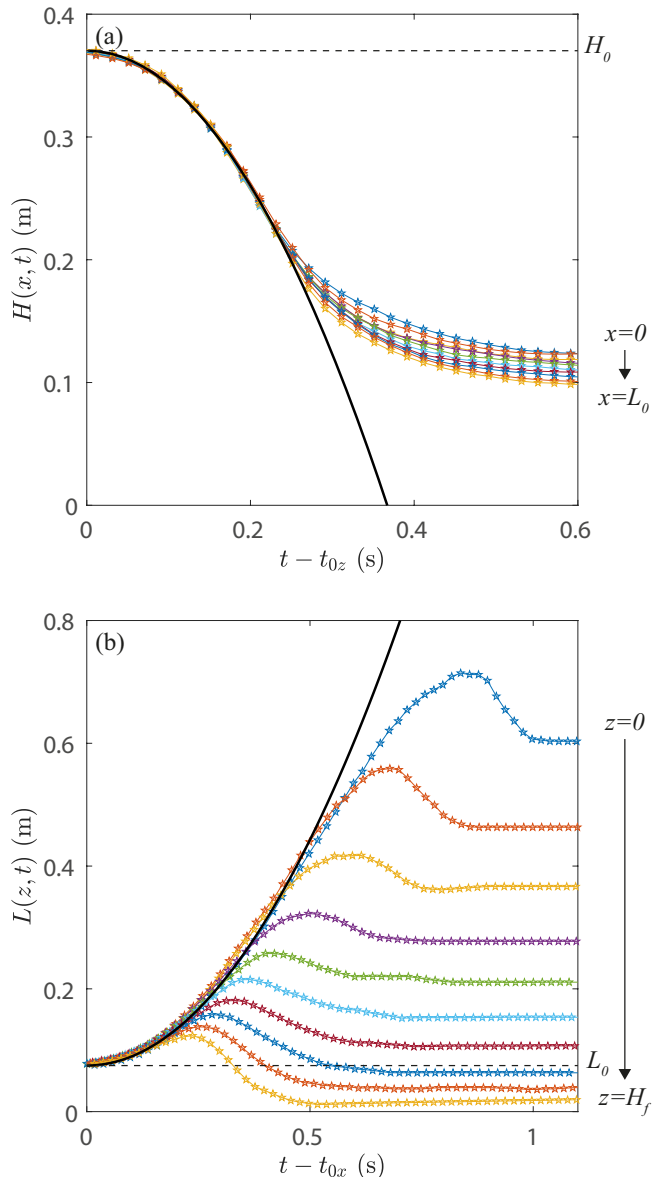 (a)
0.4
H₀
0.3
0.2
0.1
0
H(x, t) (m)
x=0
x=L₀
0 0.2 0.4 0.6
t − t₀z (s)
(b)
0.8
0.6
0.4
0.2
0
L(z, t) (m)
z=0
L₀
z=H_f
0 0.5 1
t − t₀x (s)